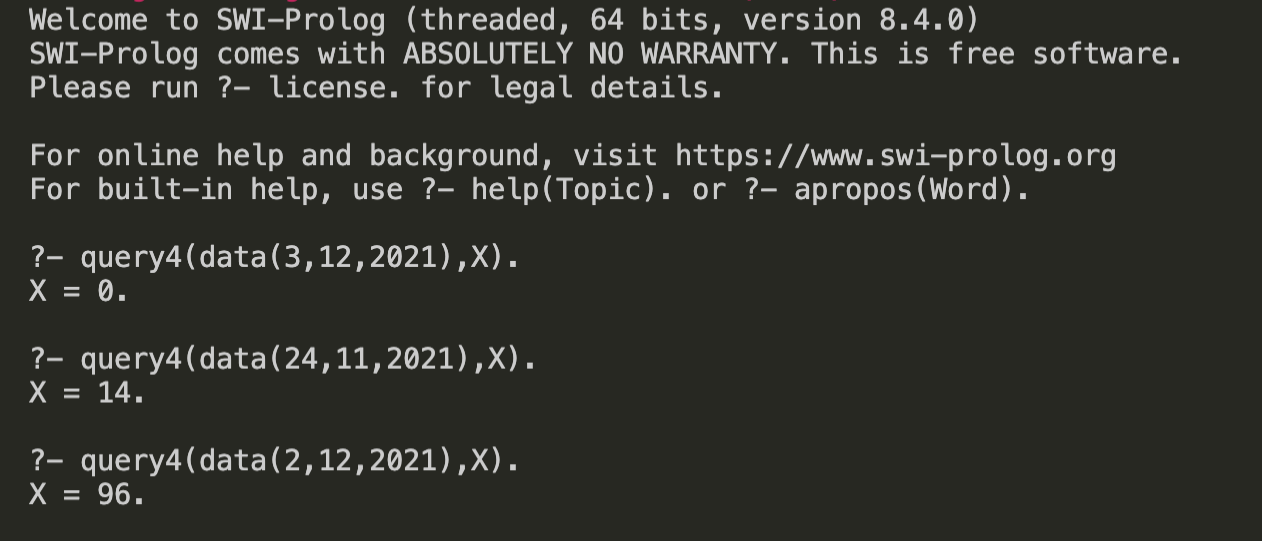 Welcome to SWI-Prolog (threaded, 64 bits, version 8.4.0)
SWI-Prolog comes with ABSOLUTELY NO WARRANTY. This is free software.
Please run ?- license. for legal details.
For online help and background, visit https://www.swi-prolog.org
For built-in help, use ?- help(Topic). or ?- apropos(Word).
?- query4(data(3,12,2021),X).
X = 0.
?- query4(data(24,11,2021),X).
X = 14.
?- query4(data(2,12,2021),X).
X = 96.